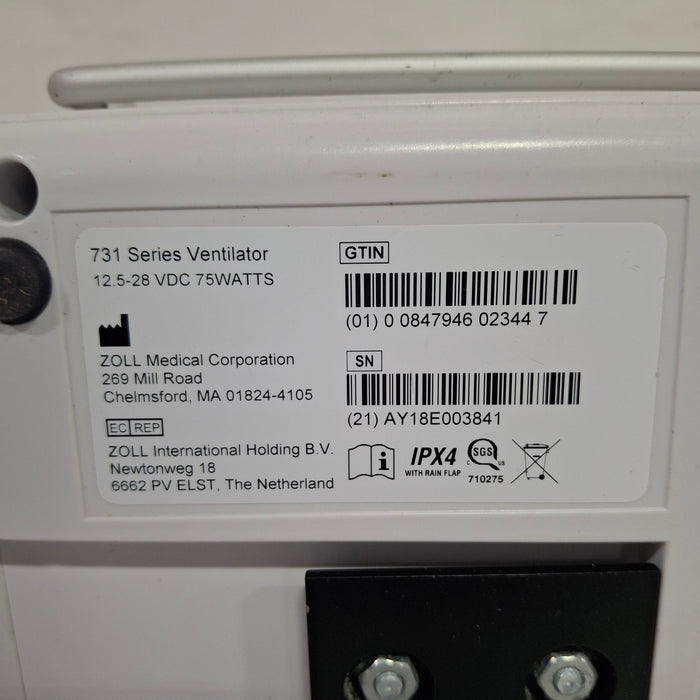 731 Series Ventilator
12.5-28 VDC 75WATTS
ZOLL Medical Corporation
269 Mill Road
Chelmsford, MA 01824-4105
EC REP
ZOLL International Holding B.V.
Newtonweg 18
6662 PV ELST, The Netherland
GTIN
(01) 0 0847946 02344 7
SN
(21) AY18E003841
i
IPX4
WITH RAIN FLAP
C SGS US
710275